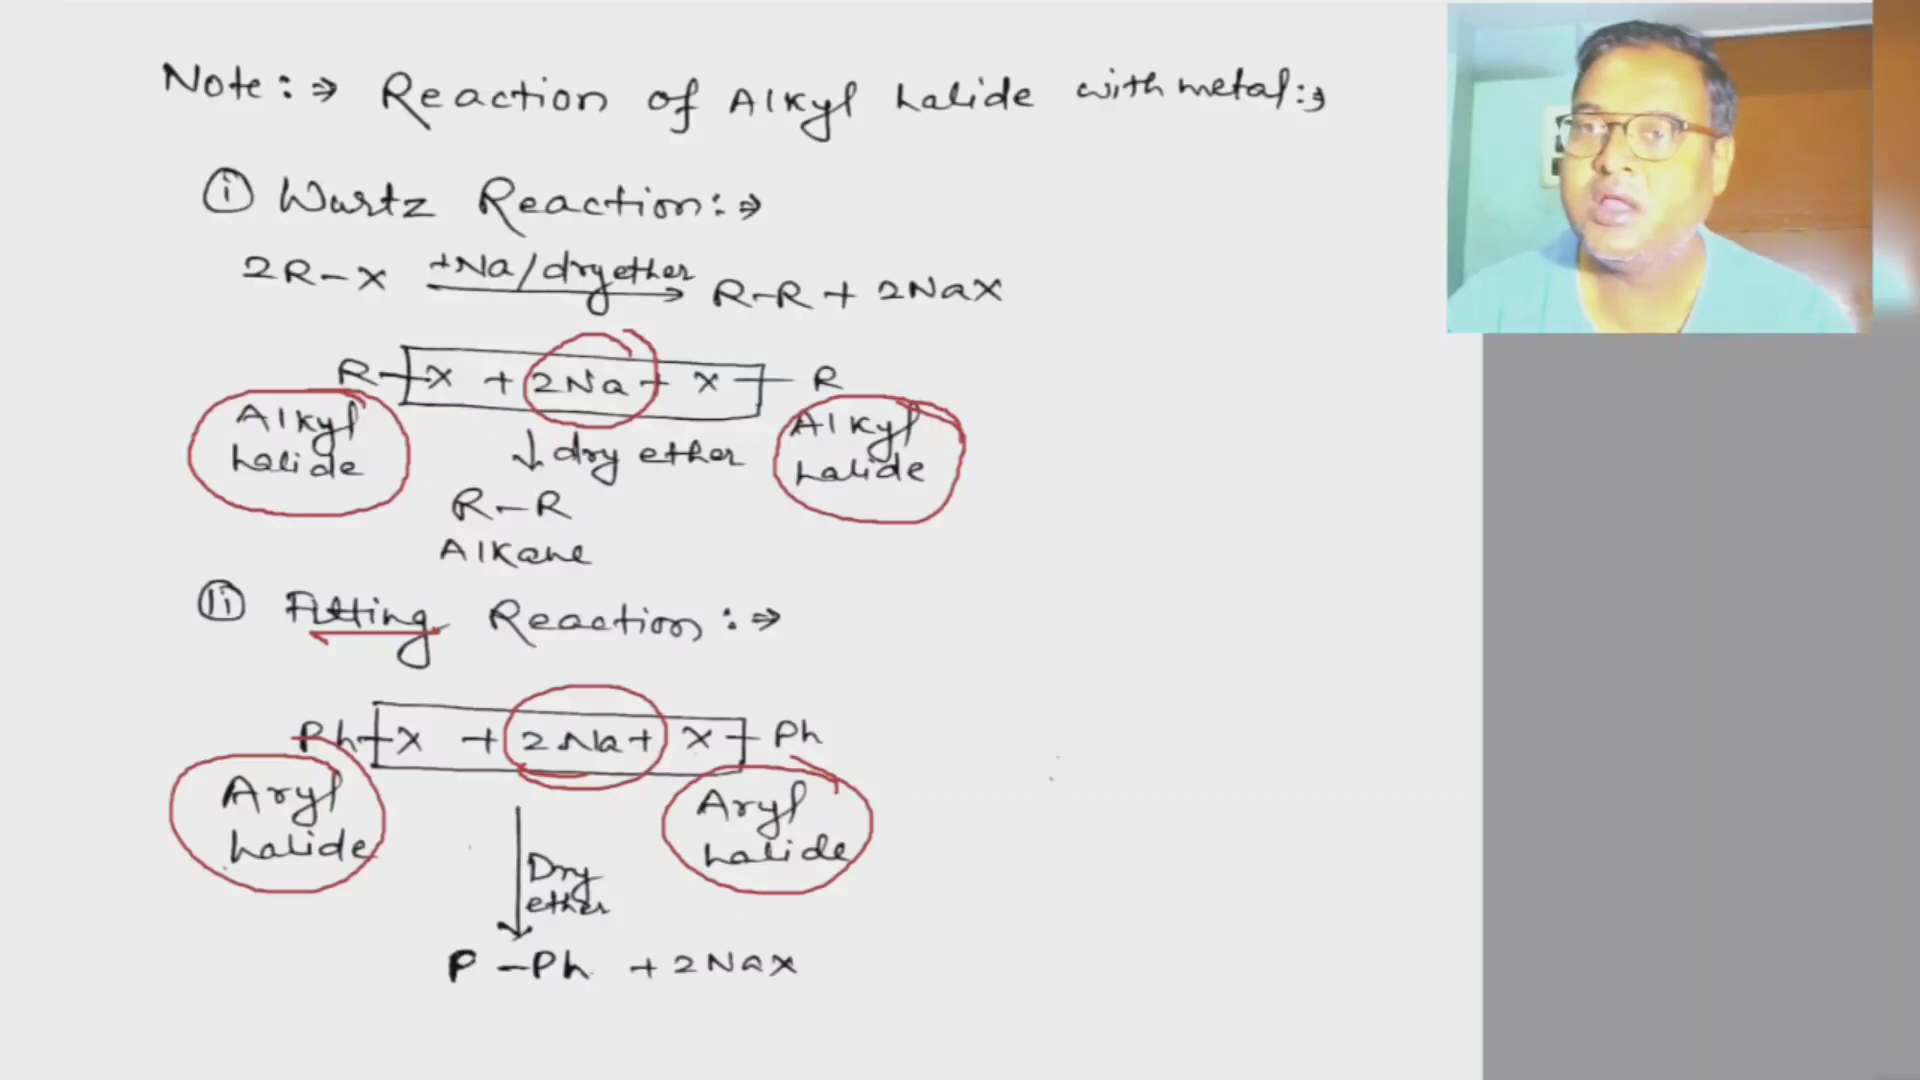 Note:⇒ Reaction of Alkyl halide with metal:⇒
(i) Wurtz Reaction:⇒
2R-X +Na/dry ether → R-R + 2NaX
R-X + 2Na + X-R
Alkyl halide Alkyl halide
↓ dry ether
R-R
Alkane
(ii) Fitting Reaction:⇒
Ph-X + 2Na + X-Ph
Aryl halide Aryl halide
↓ Dry ether
P -Ph + 2NaX